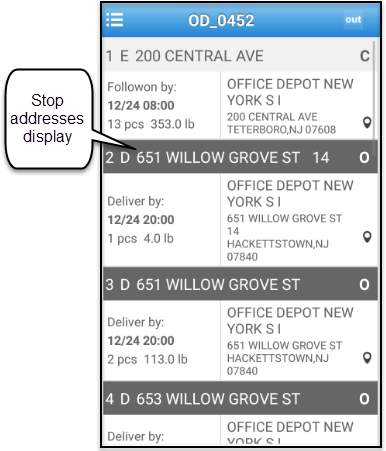 OD_0452
out
1 E 200 CENTRAL AVE C
Followon by:
12/24 08:00
13 pcs 353.0 lb
OFFICE DEPOT NEW
YORK S I
200 CENTRAL AVE
TETERBORO,NJ 07608
Stop
addresses
display
2 D 651 WILLOW GROVE ST 14 O
Deliver by:
12/24 20:00
1 pcs 4.0 lb
OFFICE DEPOT NEW
YORK S I
651 WILLOW GROVE ST
14
HACKETTSTOWN,NJ
07840
3 D 651 WILLOW GROVE ST O
Deliver by:
12/24 20:00
2 pcs 113.0 lb
OFFICE DEPOT NEW
YORK S I
651 WILLOW GROVE ST
HACKETTSTOWN,NJ
07840
4 D 653 WILLOW GROVE ST O
Deliver by:
OFFICE DEPOT NEW
YORK S I